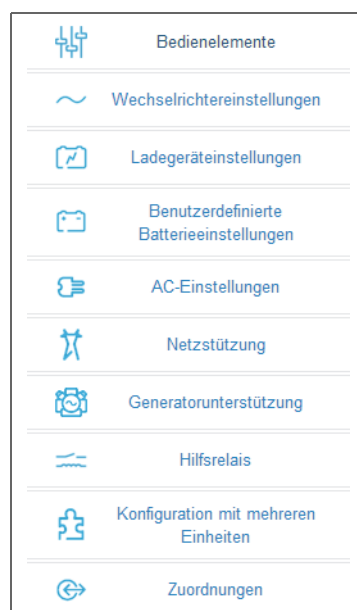 Bedienelemente
Wechselrichtereinstellungen
Ladegeräteinstellungen
Benutzerdefinierte
Batterieeinstellungen
AC-Einstellungen
Netzstützung
Generatorunterstützung
Hilfsrelais
Konfiguration mit mehreren
Einheiten
Zuordnungen